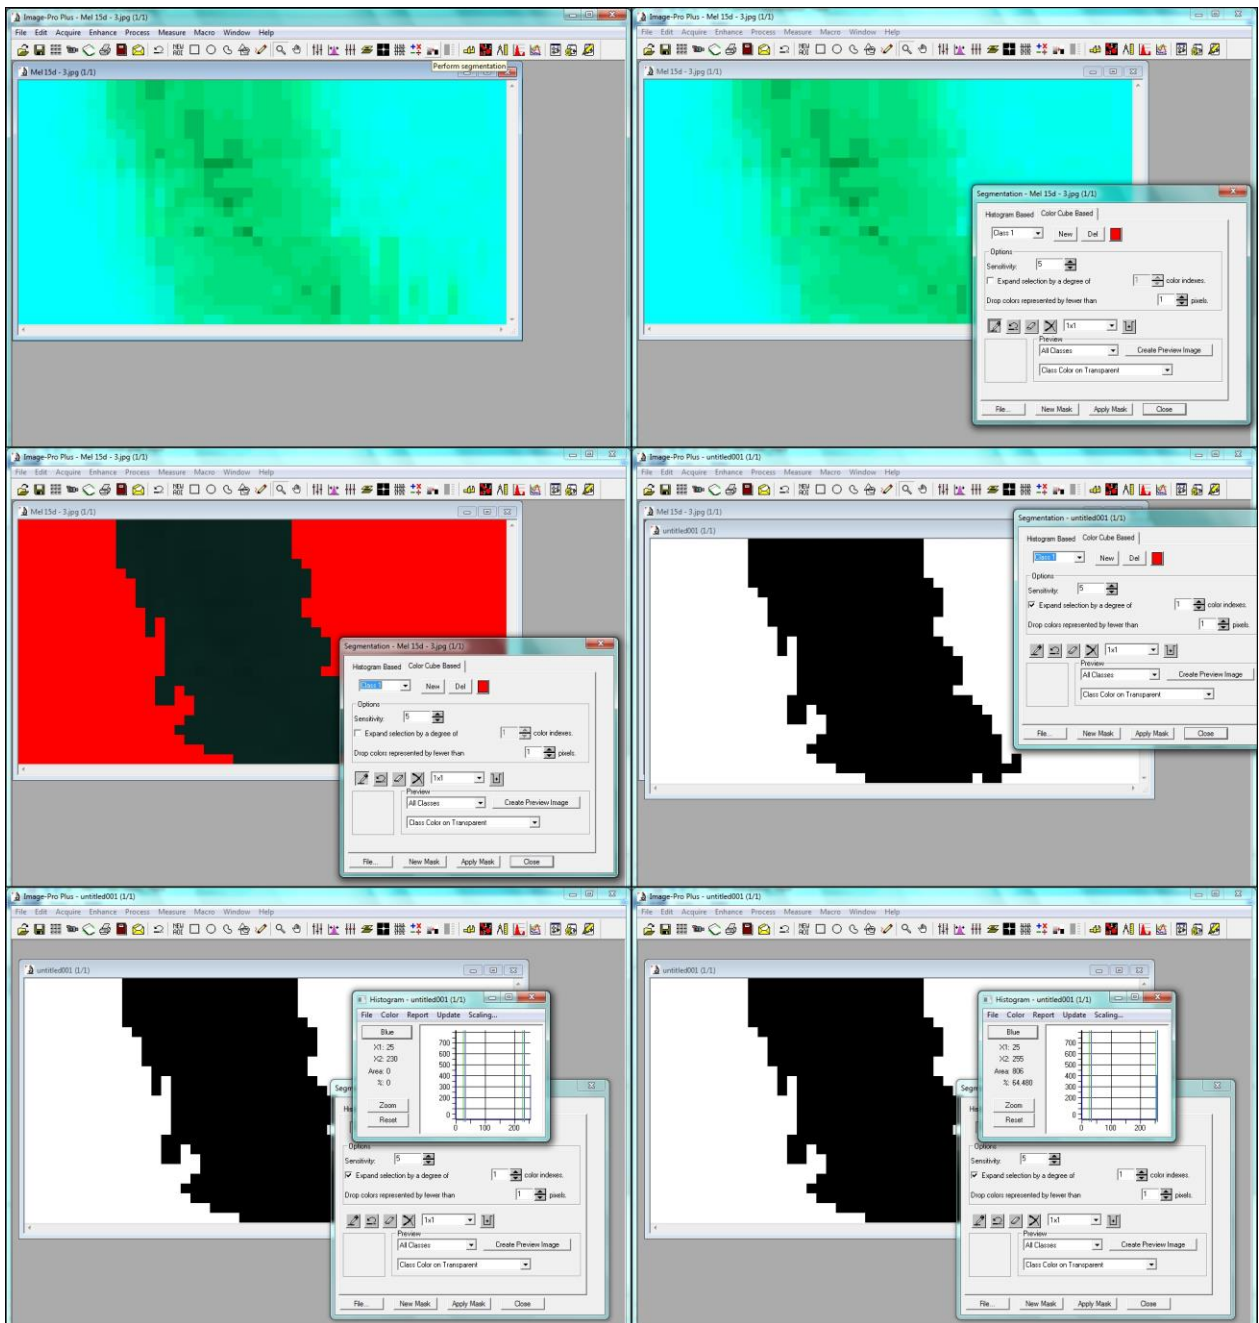 Image-Pro Plus - Mel 15d - 3.jpg (1/1)
File Edit Acquire Enhance Process Measure Macro Window Help
NEW AOI
Perform segmentation
Mel 15d - 3.jpg (1/1)
Image-Pro Plus - Mel 15d - 3.jpg (1/1)
File Edit Acquire Enhance Process Measure Macro Window Help
NEW AOI
Mel 15d - 3.jpg (1/1)
Segmentation - Mel 15d - 3.jpg (1/1)
Histogram Based Color Cube Based
Class 1 New Del
Options
Sensitivity: 5
Expand selection by a degree of 1 color indexes.
Drop colors represented by fewer than 1 pixels.
1x1
Preview
All Classes Create Preview Image
Class Color on Transparent
File... New Mask Apply Mask Close
Image-Pro Plus - Mel 15d - 3.jpg (1/1)
File Edit Acquire Enhance Process Measure Macro Window Help
NEW AOI
Mel 15d - 3.jpg (1/1)
Segmentation - Mel 15d - 3.jpg (1/1)
Histogram Based Color Cube Based
Class 1 New Del
Options
Sensitivity: 5
Expand selection by a degree of 1 color indexes.
Drop colors represented by fewer than 1 pixels.
1x1
Preview
All Classes Create Preview Image
Class Color on Transparent
File... New Mask Apply Mask Close
Image-Pro Plus - untitled001 (1/1)
File Edit Acquire Enhance Process Measure Macro Window Help
NEW AOI
Mel 15d - 3.jpg (1/1)
untitled001 (1/1)
Segmentation - untitled001 (1/1)
Histogram Based Color Cube Based
Class 1 New Del
Options
Sensitivity: 5
Expand selection by a degree of 1 color indexes.
Drop colors represented by fewer than 1 pixels.
1x1
Preview
All Classes Create Preview Image
Class Color on Transparent
File... New Mask Apply Mask Close
Image-Pro Plus - untitled001 (1/1)
File Edit Acquire Enhance Process Measure Macro Window Help
NEW AOI
untitled001 (1/1)
Histogram - untitled001 (1/1)
File Color Report Update Scaling...
Blue
X1: 25
X2: 230
Area: 0
%: 0
Zoom
Reset
700
600
500
400
300
200
100
0
0 100 200
Options
Sensitivity: 5
Expand selection by a degree of 1 color indexes.
Drop colors represented by fewer than 1 pixels.
1x1
Preview
All Classes Create Preview Image
Class Color on Transparent
File... New Mask Apply Mask Close
Image-Pro Plus - untitled001 (1/1)
File Edit Acquire Enhance Process Measure Macro Window Help
NEW AOI
untitled001 (1/1)
Histogram - untitled001 (1/1)
File Color Report Update Scaling...
Blue
X1: 25
X2: 255
Area: 806
%: 64.480
Zoom
Reset
700
600
500
400
300
200
100
0
0 100 200
Options
Sensitivity: 5
Expand selection by a degree of 1 color indexes.
Drop colors represented by fewer than 1 pixels.
1x1
Preview
All Classes Create Preview Image
Class Color on Transparent
File... New Mask Apply Mask Close